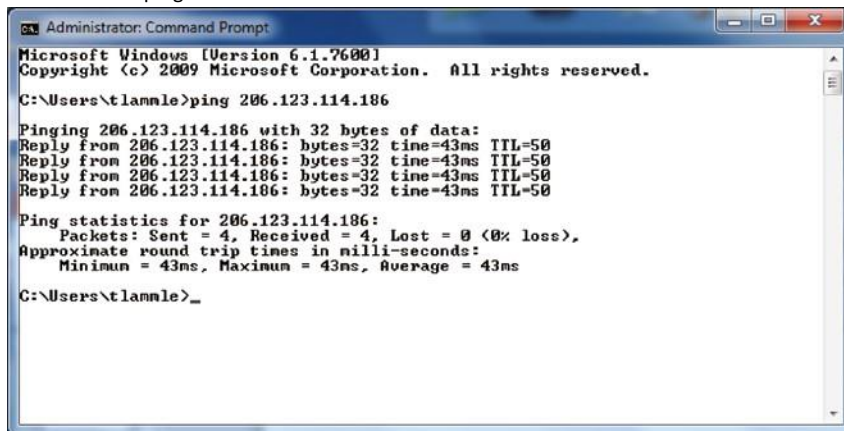 Administrator: Command Prompt
Microsoft Windows [Version 6.1.7600]
Copyright (c) 2009 Microsoft Corporation.  All rights reserved.
C:\Users\tlammle>ping 206.123.114.186
Pinging 206.123.114.186 with 32 bytes of data:
Reply from 206.123.114.186: bytes=32 time=43ms TTL=50
Reply from 206.123.114.186: bytes=32 time=43ms TTL=50
Reply from 206.123.114.186: bytes=32 time=43ms TTL=50
Reply from 206.123.114.186: bytes=32 time=43ms TTL=50
Ping statistics for 206.123.114.186:
    Packets: Sent = 4, Received = 4, Lost = 0 (0% loss),
Approximate round trip times in milli-seconds:
    Minimum = 43ms, Maximum = 43ms, Average = 43ms
C:\Users\tlammle>_